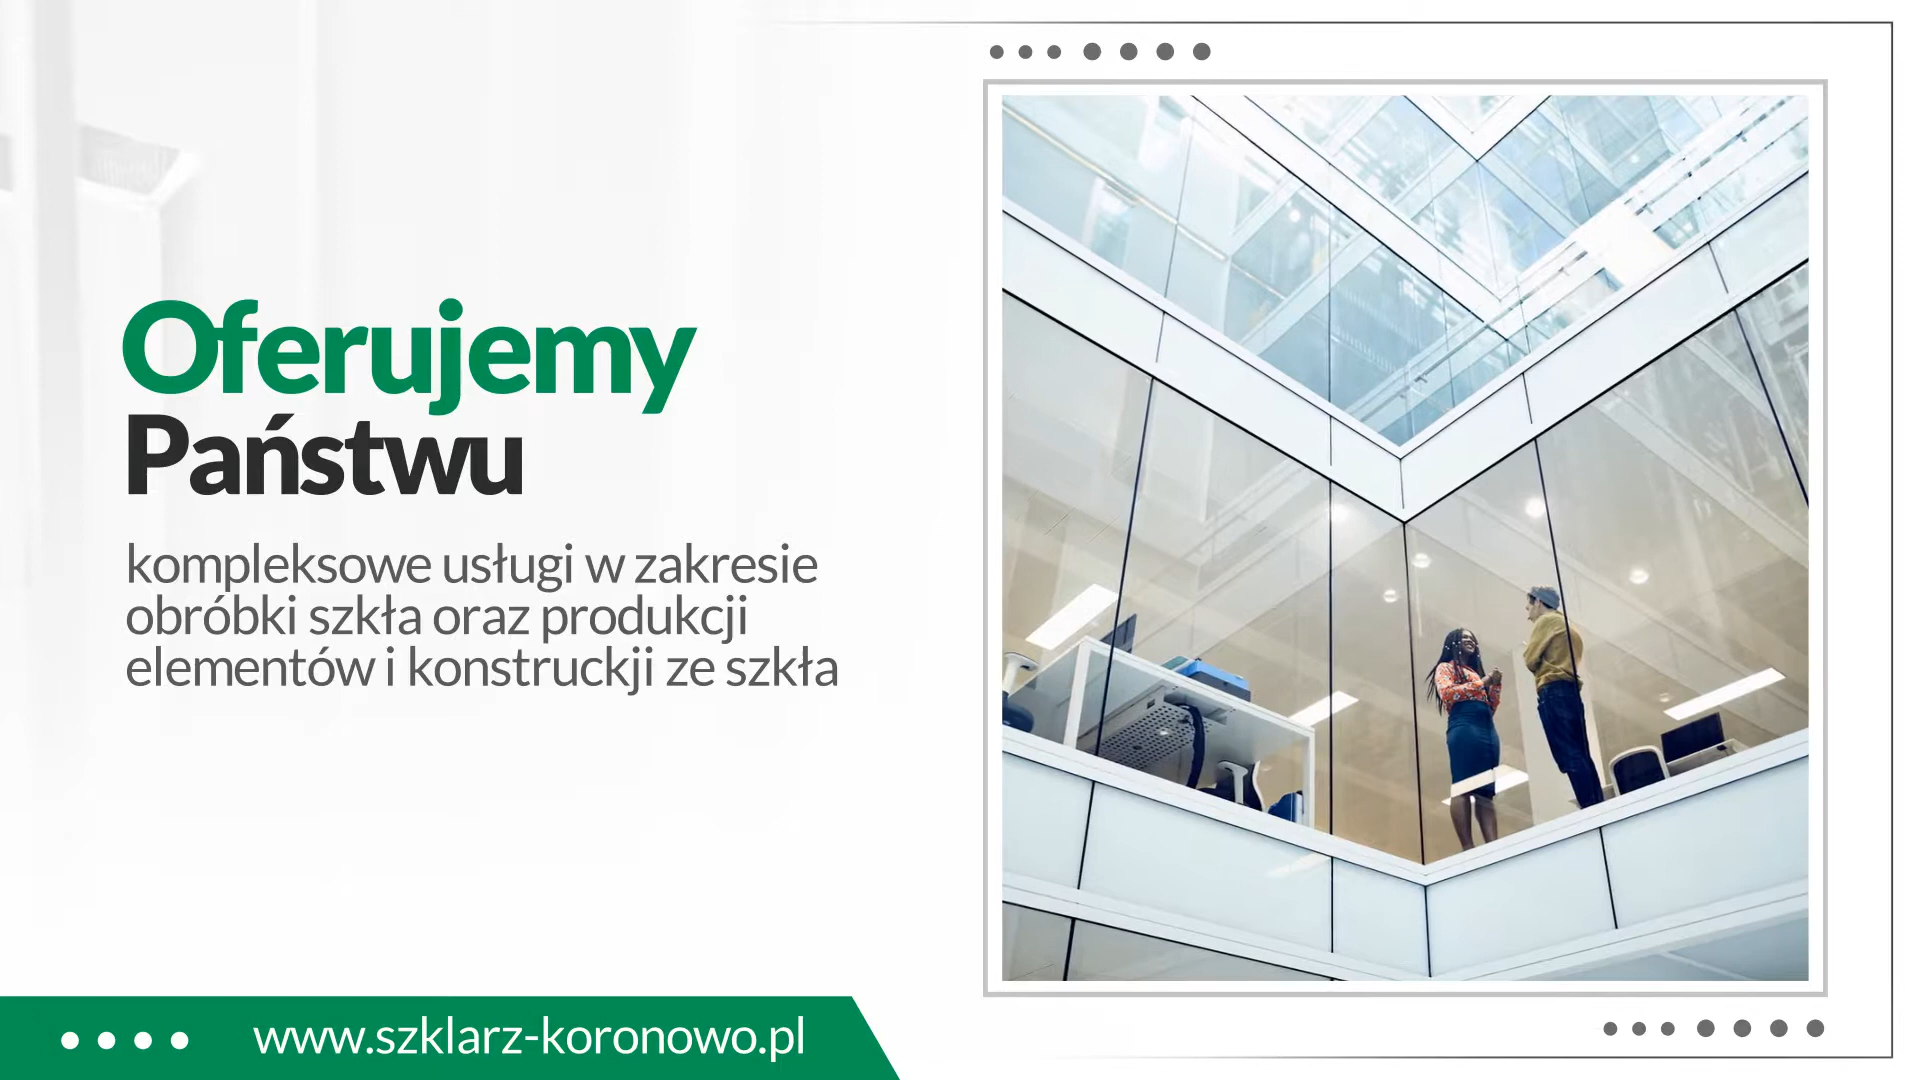 Oferujemy
Państwu
kompleksowe usługi w zakresie
obróbki szkła oraz produkcji
elementów i konstruckji ze szkła
www.szklarz-koronowo.pl